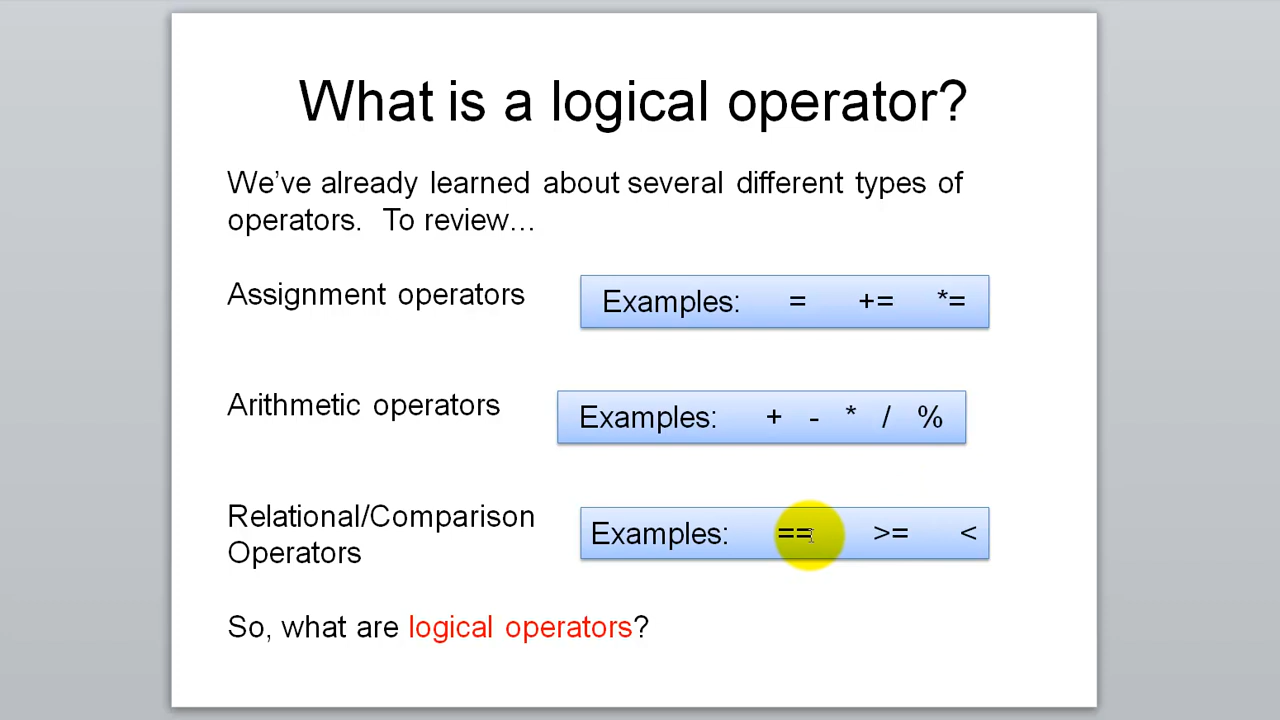 What is a logical operator?
We’ve already learned about several different types of
operators.  To review…
Assignment operators
Examples: = += *=
Arithmetic operators
Examples: + - * / %
Relational/Comparison
Operators
Examples: == >= <
So, what are logical operators?